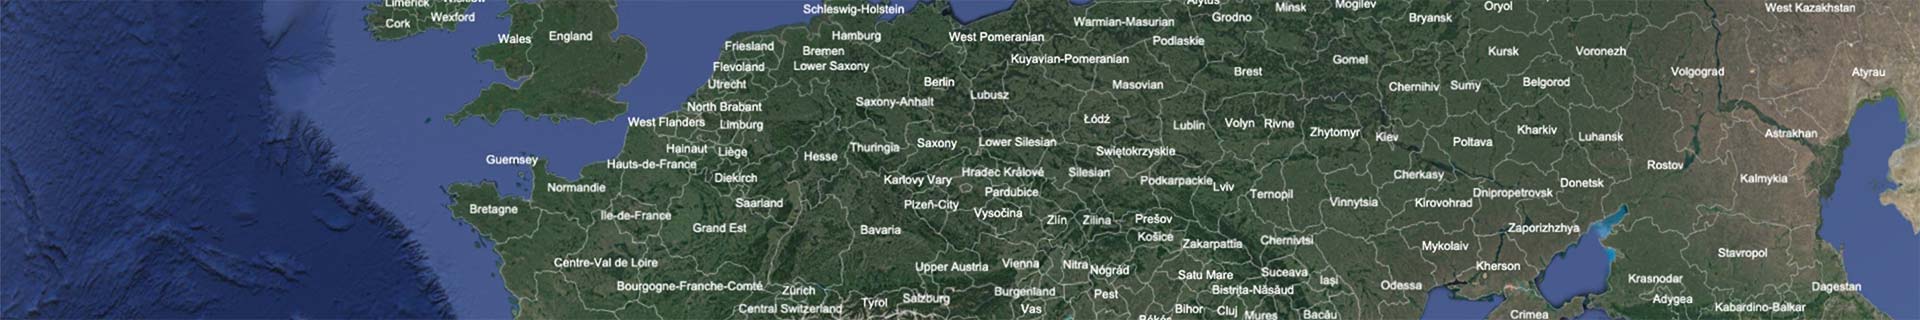 Limerick
Wexford
Cork
Wales
England
Schleswig-Holstein
Hamburg
Bremen
Lower Saxony
Friesland
Flevoland
Utrecht
North Brabant
West Flanders
Limburg
Hainaut
Liège
Hauts-de-France
Diekirch
Guernsey
Normandie
Bretagne
Ile-de-France
Saarland
Grand Est
Centre-Val de Loire
Bourgogne-Franche-Comté
Zürich
Central Switzerland
Tyrol
Salzburg
Hesse
Thuringia
Saxony
Saxony-Anhalt
Berlin
Lubusz
West Pomeranian
Kuyavian-Pomeranian
Warmian-Masurian
Podlaskie
Masovian
Łódź
Lublin
Lower Silesian
Świętokrzyskie
Silesian
Podkarpackie
Karlovy Vary
Hradec Králové
Pardubice
Plzeň-City
Vysočina
Zlín
Bavaria
Upper Austria
Vienna
Burgenland
Vas
Zilina
Prešov
Košice
Nitra
Nógrád
Pest
Békés
Satu Mare
Bistrița-Năsăud
Bihor
Cluj
Mures
Bacău
Iași
Suceava
Chernivtsi
Zakarpattia
Lviv
Ternopil
Volyn
Rivne
Zhytomyr
Kiev
Brest
Grodno
Alytus
Minsk
Mogilev
Gomel
Bryansk
Oryol
Kursk
Voronezh
Belgorod
Chernihiv
Sumy
Poltava
Kharkiv
Luhansk
Cherkasy
Vinnytsia
Kirovohrad
Dnipropetrovsk
Donetsk
Zaporizhzhya
Mykolaiv
Kherson
Odessa
Crimea
Rostov
Volgograd
West Kazakhstan
Atyrau
Astrakhan
Kalmykia
Stavropol
Krasnodar
Adygea
Kabardino-Balkar
Dagestan